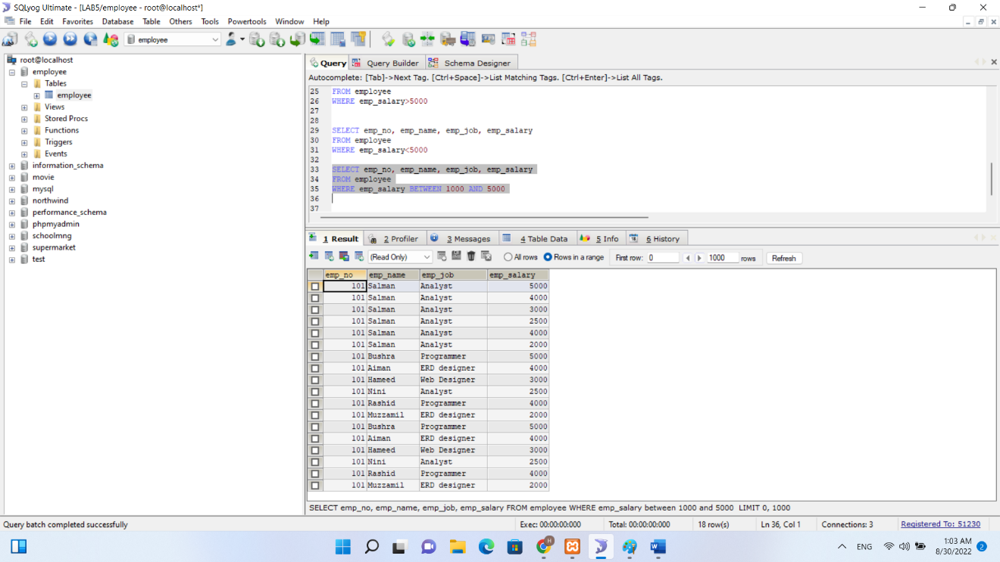 SQLyog Ultimate - [LAB5/employee - root@localhost*]
File Edit Favorites Database Table Others Tools Powertools Window Help
employee
root@localhost
employee
Tables
employee
Views
Stored Procs
Functions
Triggers
Events
information_schema
movie
mysql
northwind
performance_schema
phpmyadmin
schoolmng
supermarket
test
Query Query Builder Schema Designer
Autocomplete: [Tab]->Next Tag. [Ctrl+Space]->List Matching Tags. [Ctrl+Enter]->List All Tags.
25 FROM employee
26 WHERE emp_salary>5000
27
28
29 SELECT emp_no, emp_name, emp_job, emp_salary
30 FROM employee
31 WHERE emp_salary<5000
32
33 SELECT emp_no, emp_name, emp_job, emp_salary
34 FROM employee
35 WHERE emp_salary BETWEEN 1000 AND 5000
36
37
1 Result 2 Profiler 3 Messages 4 Table Data 5 Info 6 History
(Read Only) All rows Rows in a range First row: 0 1000 rows Refresh
emp_no emp_name emp_job emp_salary
101 Salman Analyst 5000
101 Salman Analyst 4000
101 Salman Analyst 3000
101 Salman Analyst 2500
101 Salman Analyst 4000
101 Salman Analyst 2000
101 Bushra Programmer 5000
101 Aiman ERD designer 4000
101 Hameed Web Designer 3000
101 Nini Analyst 2500
101 Rashid Programmer 4000
101 Muzzamil ERD designer 2000
101 Bushra Programmer 5000
101 Aiman ERD designer 4000
101 Hameed Web Designer 3000
101 Nini Analyst 2500
101 Rashid Programmer 4000
101 Muzzamil ERD designer 2000
SELECT emp_no, emp_name, emp_job, emp_salary FROM employee WHERE emp_salary between 1000 and 5000 LIMIT 0, 1000
Query batch completed successfully Exec: 00:00:00:000 Total: 00:00:00:000 18 row(s) Ln 36, Col 1 Connections: 3 Registered To: 51230
ENG 1:03 AM
8/30/2022 2